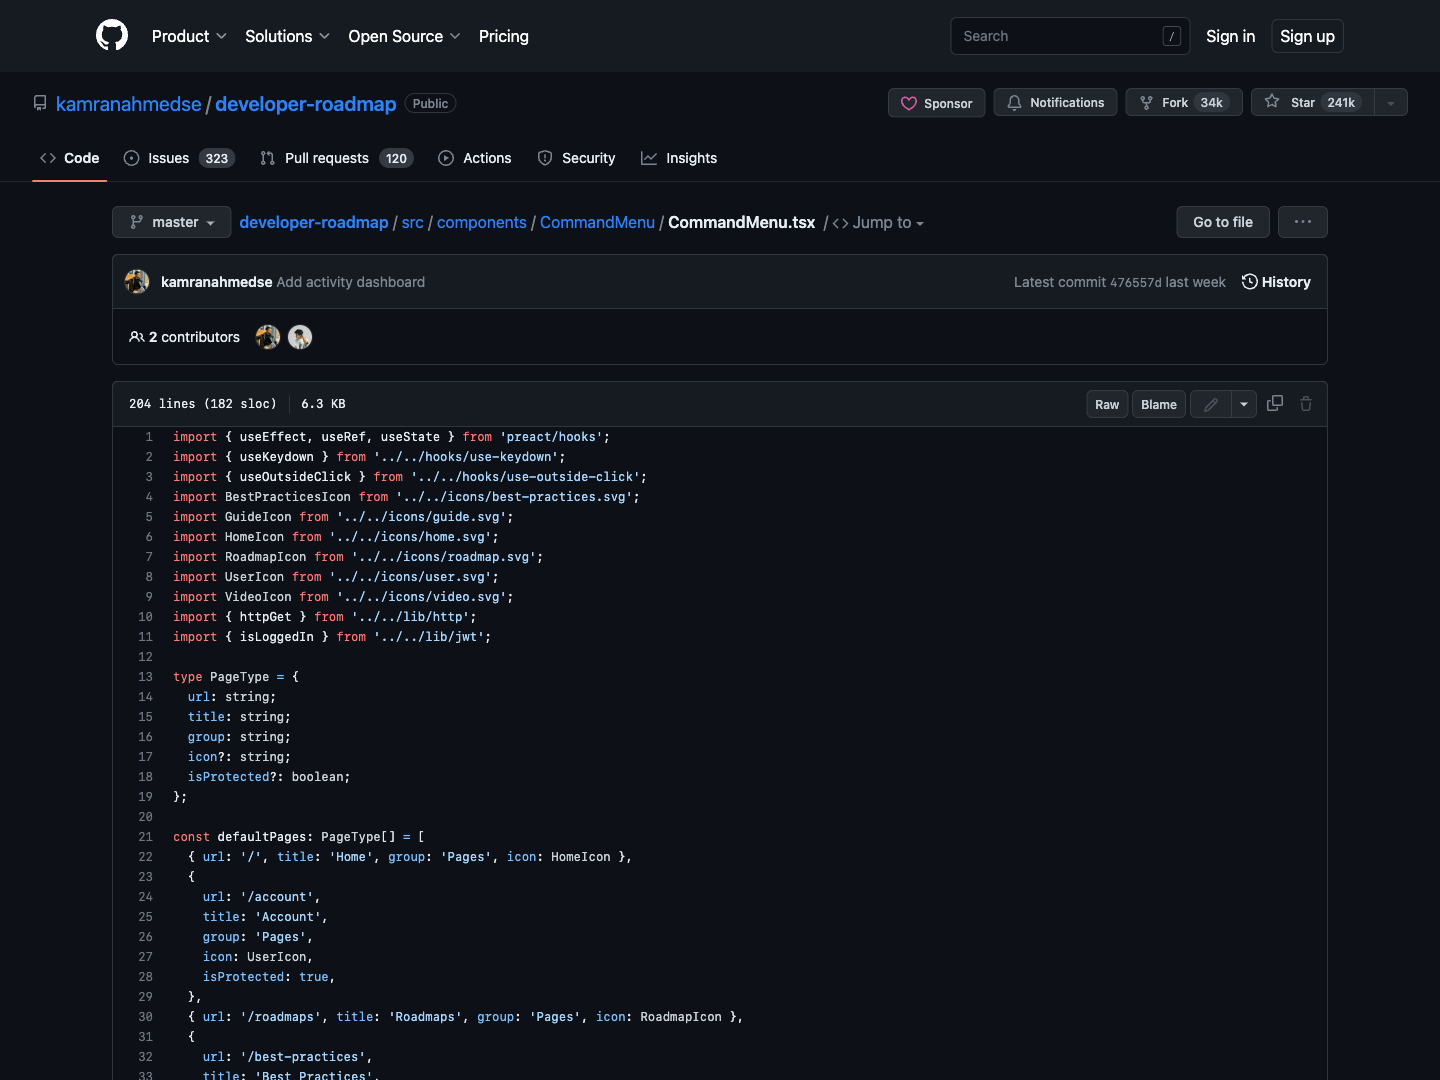 Product Solutions Open Source Pricing Search / Sign in Sign up
kamranahmedse / developer-roadmap Public Sponsor Notifications Fork 34k Star 241k
Code Issues 323 Pull requests 120 Actions Security Insights
master developer-roadmap / src / components / CommandMenu / CommandMenu.tsx / <> Jump to Go to file ...
kamranahmedse Add activity dashboard Latest commit 476557d last week History
2 contributors
204 lines (182 sloc) 6.3 KB Raw Blame
1 import { useEffect, useRef, useState } from 'preact/hooks';
2 import { useKeydown } from '../../hooks/use-keydown';
3 import { useOutsideClick } from '../../hooks/use-outside-click';
4 import BestPracticesIcon from '../../icons/best-practices.svg';
5 import GuideIcon from '../../icons/guide.svg';
6 import HomeIcon from '../../icons/home.svg';
7 import RoadmapIcon from '../../icons/roadmap.svg';
8 import UserIcon from '../../icons/user.svg';
9 import VideoIcon from '../../icons/video.svg';
10 import { httpGet } from '../../lib/http';
11 import { isLoggedIn } from '../../lib/jwt';
12
13 type PageType = {
14 url: string;
15 title: string;
16 group: string;
17 icon?: string;
18 isProtected?: boolean;
19 };
20
21 const defaultPages: PageType[] = [
22 { url: '/', title: 'Home', group: 'Pages', icon: HomeIcon },
23 {
24 url: '/account',
25 title: 'Account',
26 group: 'Pages',
27 icon: UserIcon,
28 isProtected: true,
29 },
30 { url: '/roadmaps', title: 'Roadmaps', group: 'Pages', icon: RoadmapIcon },
31 {
32 url: '/best-practices',
33 title: 'Best Practices',